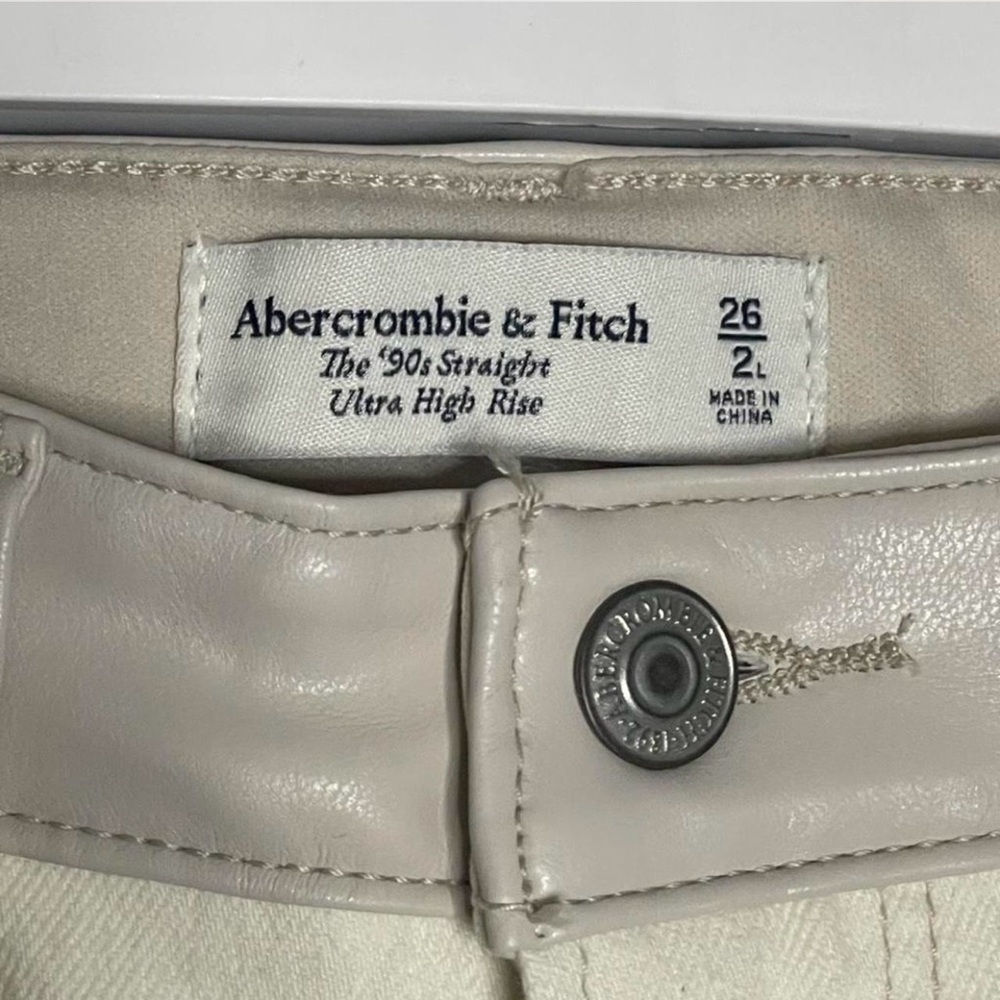 Abercrombie & Fitch
The ‘90s Straight
Ultra High Rise
26
2L
MADE IN
CHINA
ABERCROMBIE & FITCH